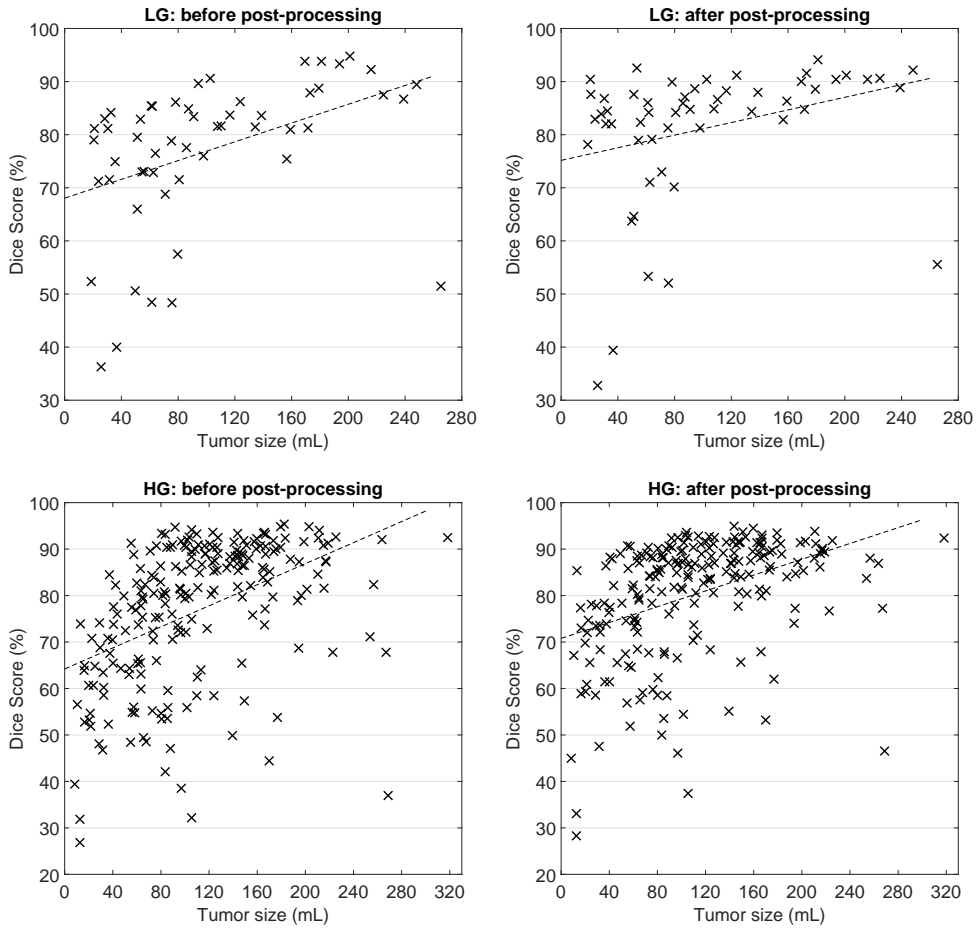 LG: before post-processing
100
90
80
70
60
50
40
30
Dice Score (%)
0 40 80 120 160 200 240 280
Tumor size (mL)
LG: after post-processing
100
90
80
70
60
50
40
30
Dice Score (%)
0 40 80 120 160 200 240 280
Tumor size (mL)
HG: before post-processing
100
90
80
70
60
50
40
30
20
Dice Score (%)
0 40 80 120 160 200 240 280 320
Tumor size (mL)
HG: after post-processing
100
90
80
70
60
50
40
30
20
Dice Score (%)
0 40 80 120 160 200 240 280 320
Tumor size (mL)